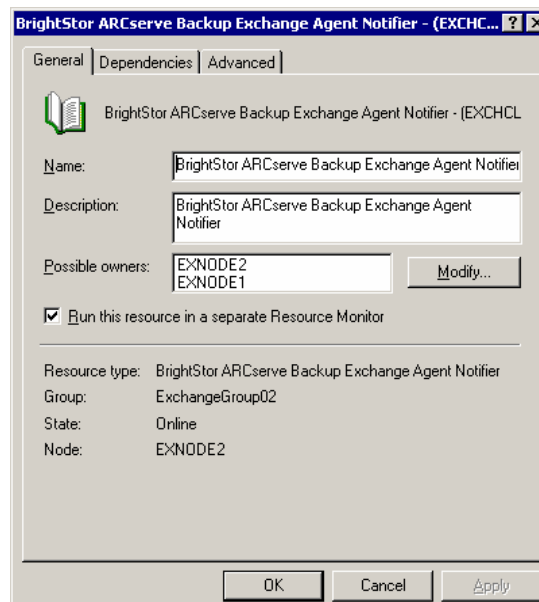 BrightStor ARCserve Backup Exchange Agent Notifier - (EXCHC...
General Dependencies Advanced
BrightStor ARCserve Backup Exchange Agent Notifier - (EXCHCL
Name: BrightStor ARCserve Backup Exchange Agent Notifier
Description: BrightStor ARCserve Backup Exchange Agent
Notifier
Possible owners: EXNODE2
EXNODE1
Modify...
Run this resource in a separate Resource Monitor
Resource type: BrightStor ARCserve Backup Exchange Agent Notifier
Group: ExchangeGroup02
State: Online
Node: EXNODE2
OK Cancel Apply